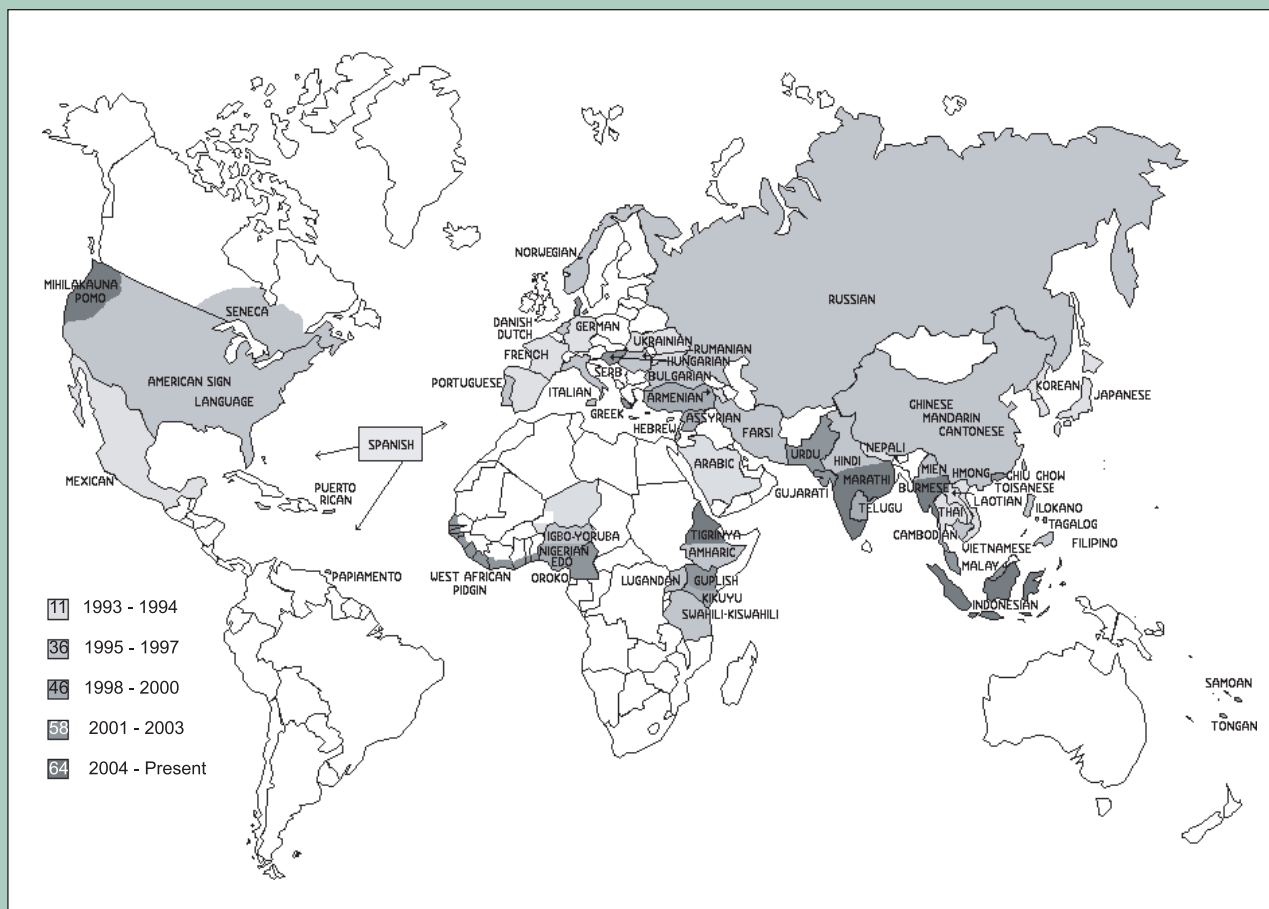 MIHILAKAUNA
POMO
SENECA
AMERICAN SIGN
LANGUAGE
MEXICAN
PUERTO
RICAN
PAPIAMENTO
SPANISH
NORWEGIAN
DANISH
DUTCH
GERMAN
FRENCH
PORTUGUESE
ITALIAN
UKRAINIAN
RUMANIAN
HUNGARIAN
SERB
BULGARIAN
ARMENIAN
GREEK
ASSYRIAN
HEBREW
FARSI
ARABIC
RUSSIAN
CHINESE
MANDARIN
CANTONESE
KOREAN
JAPANESE
URDU
NEPALI
HINDI
GUJARATI
MARATHI
TELUGU
MIEN
HMONG
CHIU CHOW
TOISANESE
BURMESE
LAOTIAN
THAI
ILOKANO
TAGALOG
CAMBODIAN
FILIPINO
VIETNAMESE
MALAY
INDONESIAN
IGBO-YORUBA
NIGERIAN
EDO
WEST AFRICAN
PIDGIN
OROKO
TIGRINYA
AMHARIC
LUGANDAN
GUPLISH
KIKUYU
SWAHILI-KISWAHILI
SAMOAN
TONGAN
11 1993 - 1994
36 1995 - 1997
46 1998 - 2000
58 2001 - 2003
64 2004 - Present